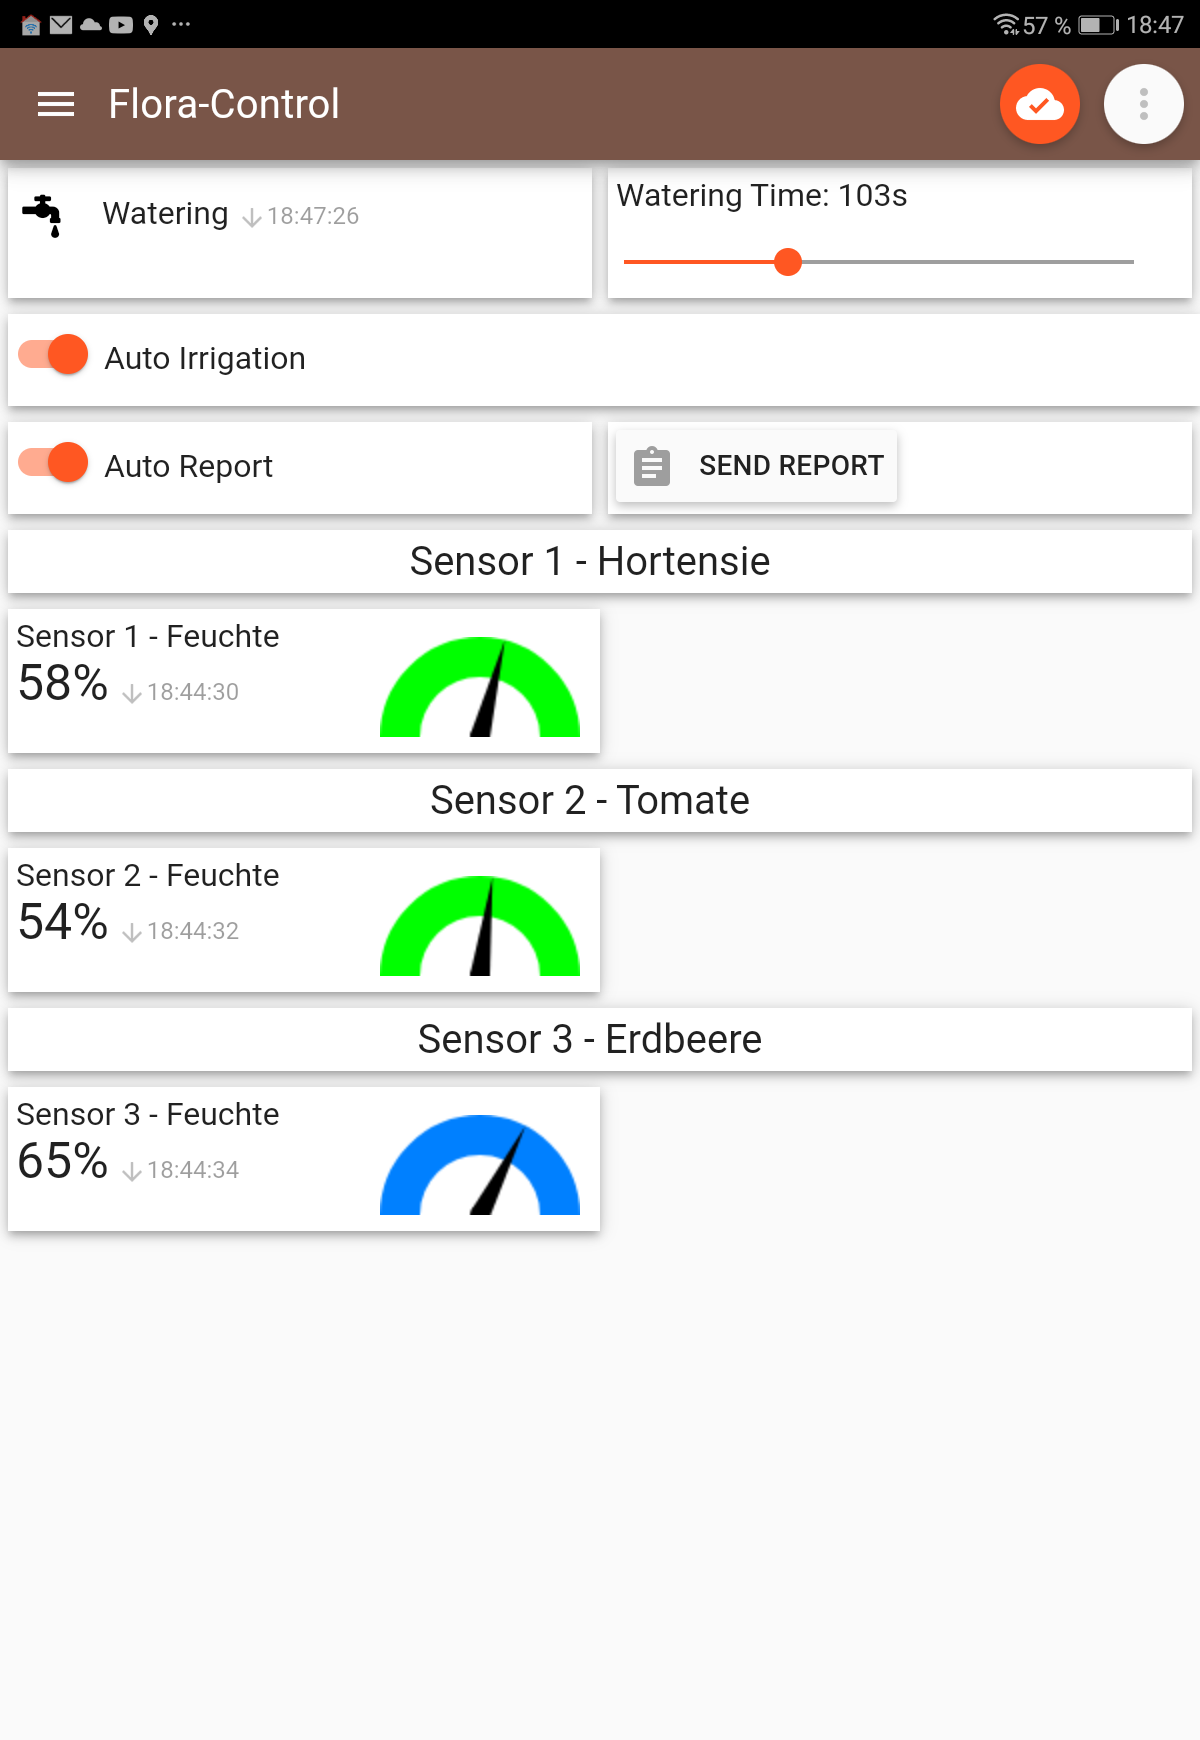 57 % 18:47
Flora-Control
Watering 18:47:26
Watering Time: 103s
Auto Irrigation
Auto Report
SEND REPORT
Sensor 1 - Hortensie
Sensor 1 - Feuchte
58% 18:44:30
Sensor 2 - Tomate
Sensor 2 - Feuchte
54% 18:44:32
Sensor 3 - Erdbeere
Sensor 3 - Feuchte
65% 18:44:34